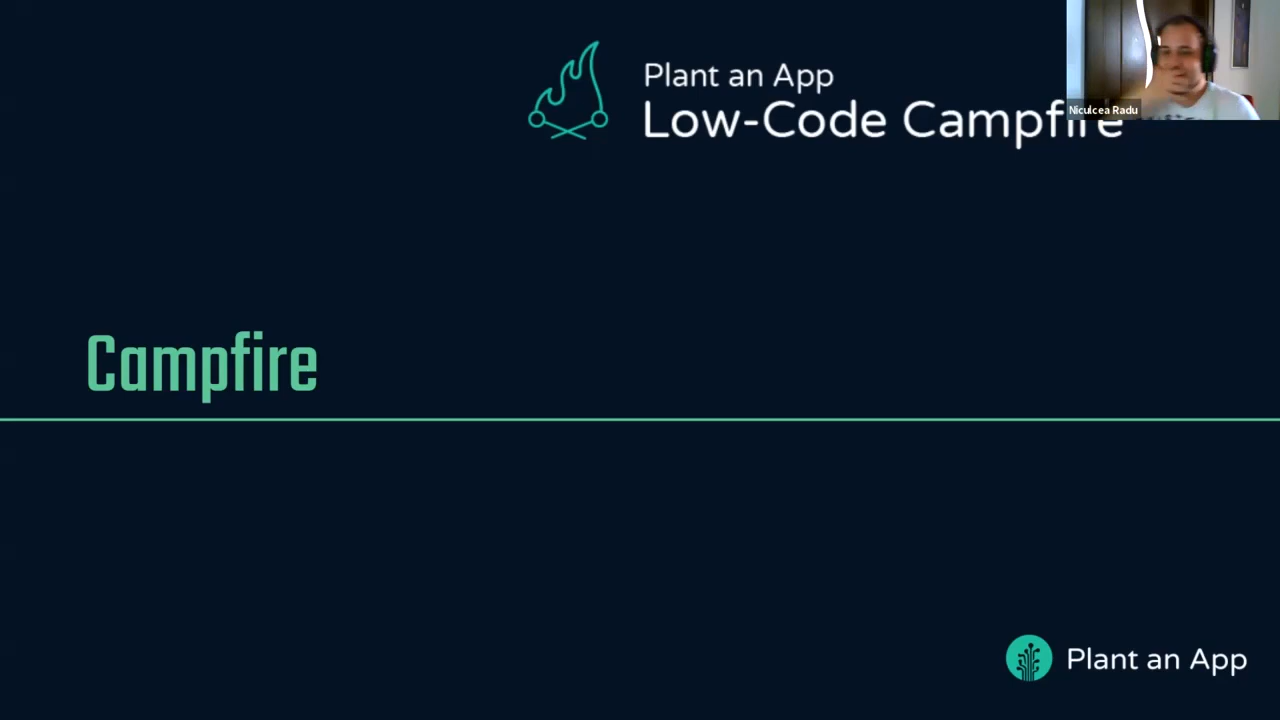 Plant an App
Low-Code Campfire
Niculcea Radu
Campfire
Plant an App